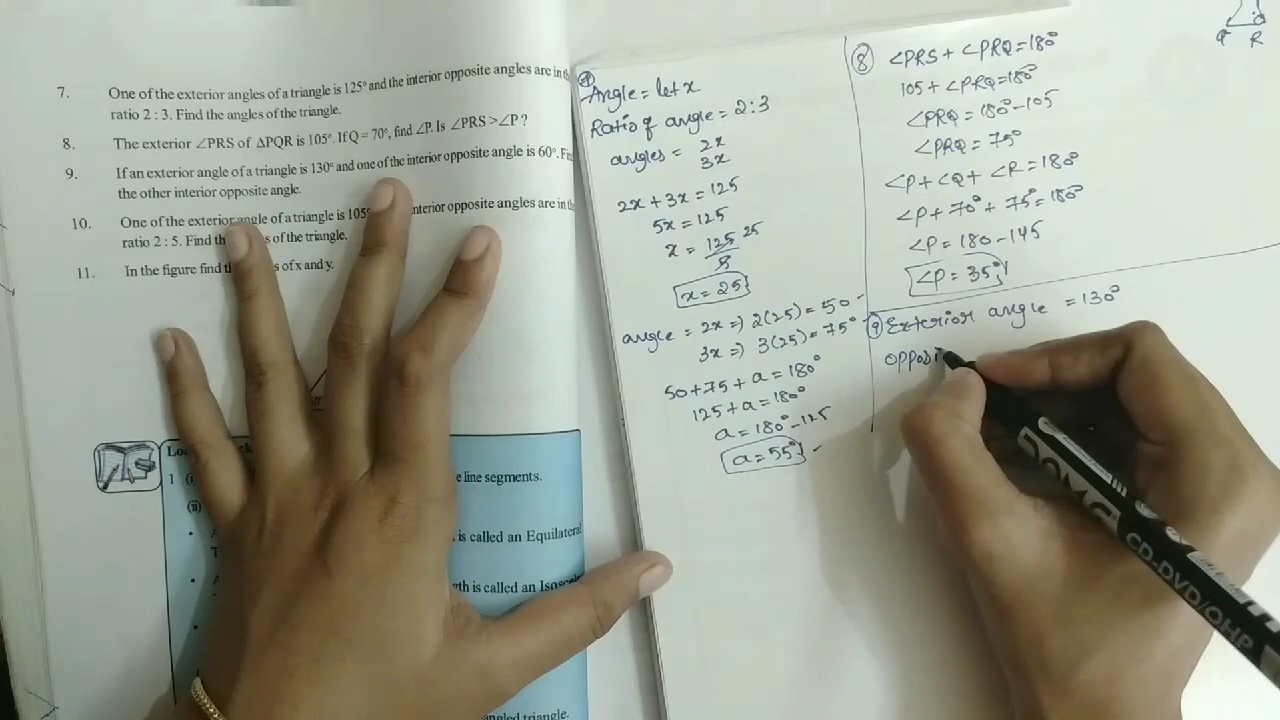 7. One of the exterior angles of a triangle is 125° and the interior opposite angles are in
ratio 2 : 3. Find the angles of the triangle.
8. The exterior ∠PRS of ΔPQR is 105°. If Q = 70°, find ∠P. Is ∠PRS > ∠P ?
9. If an exterior angle of a triangle is 130° and one of the interior opposite angle is 60°.
the other interior opposite angle.
10. One of the exterior angle of a triangle is 105° interior opposite angles are in
ratio 2 : 5. Find of the triangle.
11. In the figure find of x and y.
1 (i)
e line segments.
(ii)
is called an Equilateral
th is called an
angled triangle.
Angle = let x
Ratio of angle = 2:3
angles = 2x
3x
2x + 3x = 125
5x = 125
x = 125 25
5
x = 25
angle = 2x => 2(25) = 50
3x => 3(25) = 75°
50+75+a = 180°
125+a = 180°
a = 180°-125
a = 55°
8 ∠PRS + ∠PRQ = 180°
105 + ∠PRQ = 180°
∠PRQ = 180°-105
∠PRQ = 75°
∠P + ∠Q + ∠R = 180°
∠P + 70° + 75° = 180°
∠P = 180-145
∠P = 35°
9 Exterior angle = 130°
opposi
R
CD-DVD/OHP